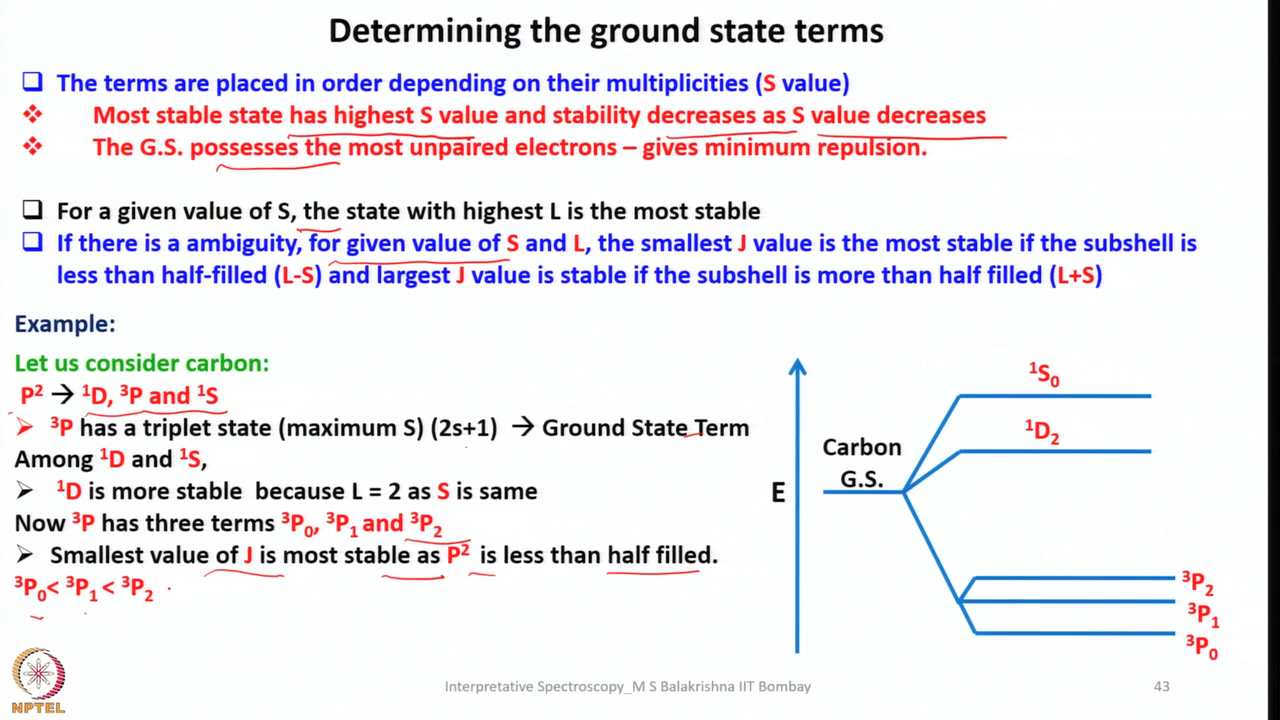 Determining the ground state terms
❑ The terms are placed in order depending on their multiplicities (S value)
❖ Most stable state has highest S value and stability decreases as S value decreases
❖ The G.S. possesses the most unpaired electrons – gives minimum repulsion.
❑ For a given value of S, the state with highest L is the most stable
❑ If there is a ambiguity, for given value of S and L, the smallest J value is the most stable if the subshell is
less than half-filled (L-S) and largest J value is stable if the subshell is more than half filled (L+S)
Example:
Let us consider carbon:
P² → ¹D, ³P and ¹S
➢ ³P has a triplet state (maximum S) (2s+1) → Ground State Term
Among ¹D and ¹S,
➢ ¹D is more stable because L = 2 as S is same
Now ³P has three terms ³P₀, ³P₁ and ³P₂
➢ Smallest value of J is most stable as P² is less than half filled.
³P₀< ³P₁ < ³P₂
E
Carbon
G.S.
¹S₀
¹D₂
³P₂
³P₁
³P₀
NPTEL
Interpretative Spectroscopy_M S Balakrishna IIT Bombay
43